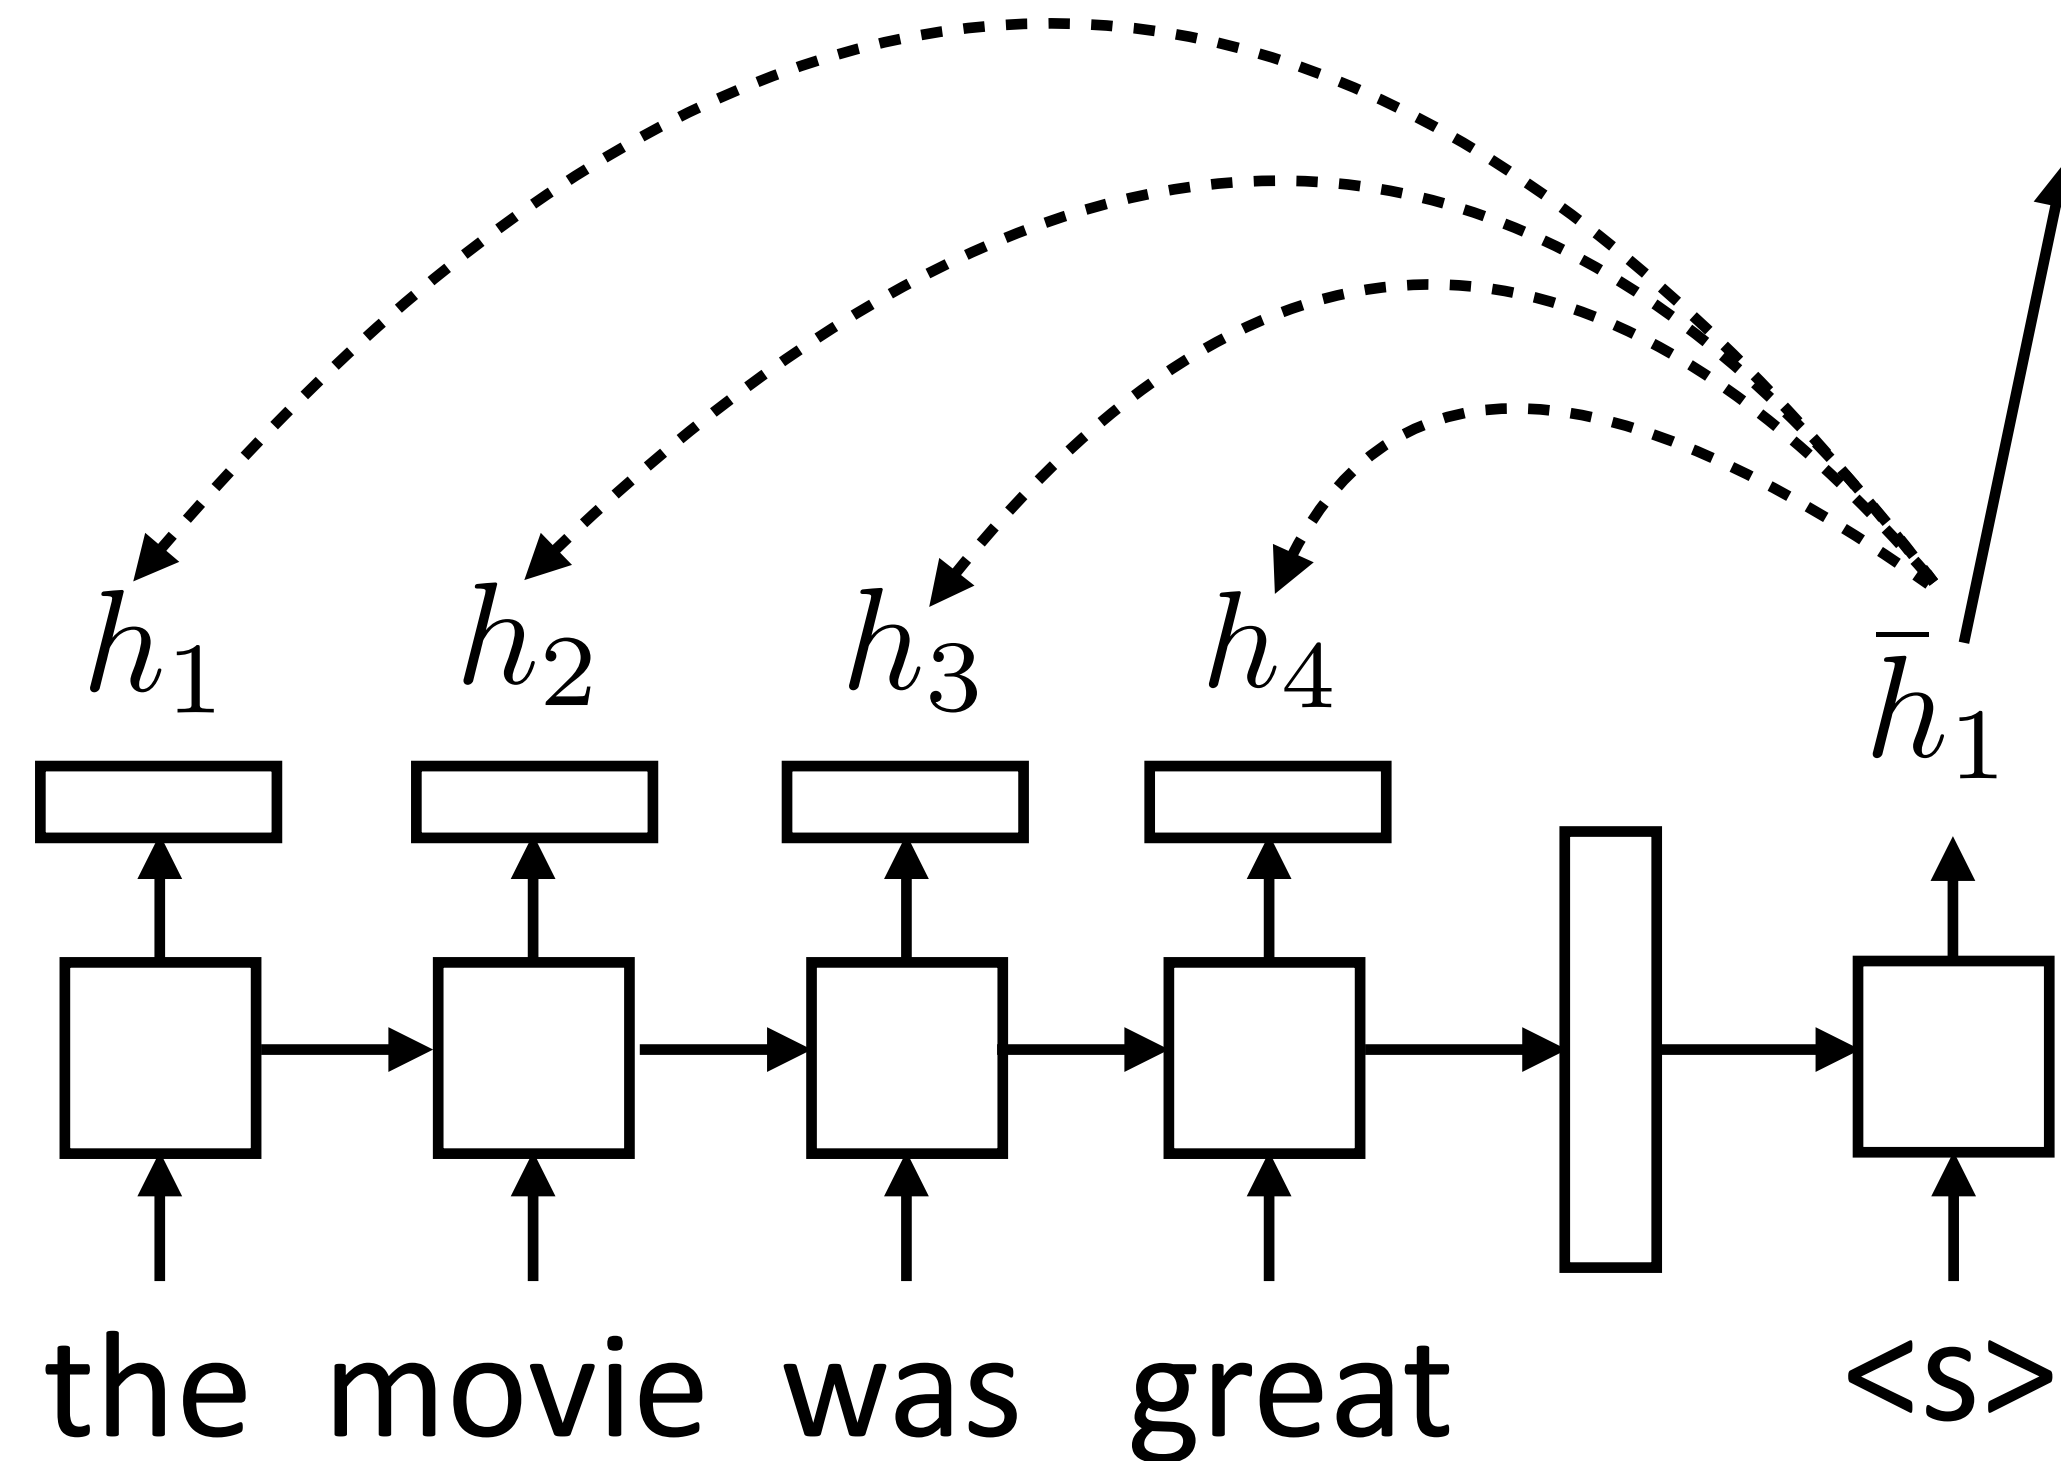 h₁ h₂ h₃ h₄ h̄₁
the movie was great <s>